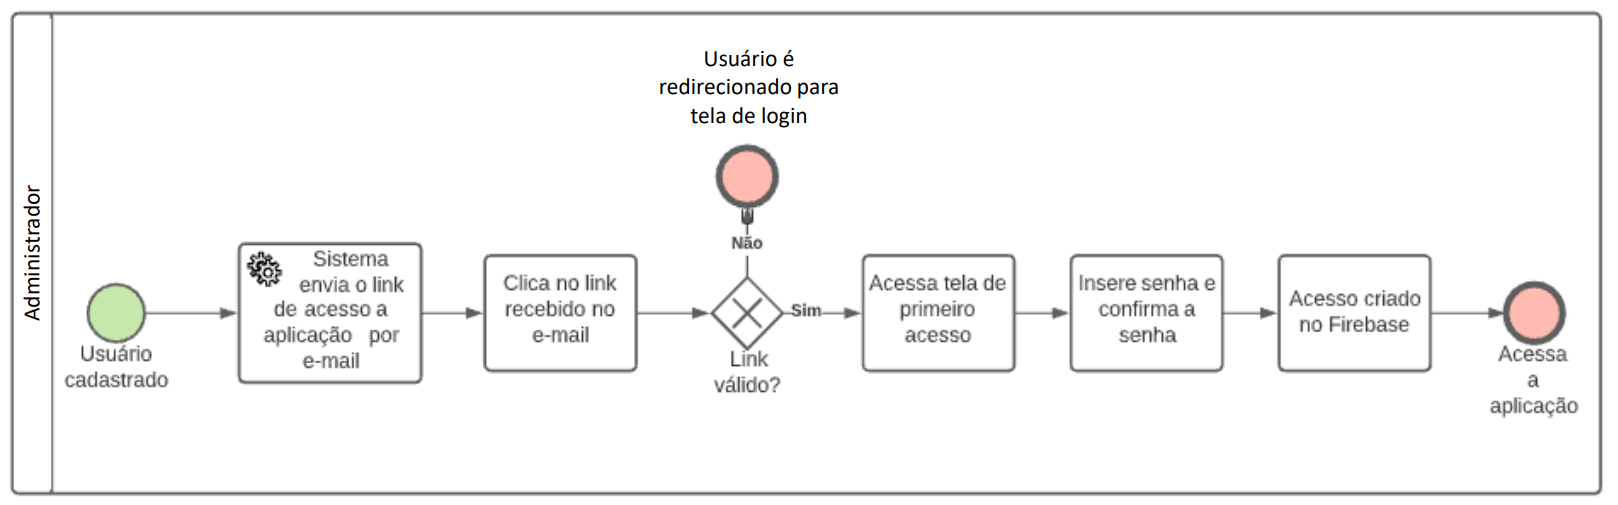 Administrador
Usuário
cadastrado
Sistema
envia o link
de acesso a
aplicação por
e-mail
Clica no link
recebido no
e-mail
Usuário é
redirecionado para
tela de login
Não
Link
válido?
Sim
Acessa tela de
primeiro
acesso
Insere senha e
confirma a
senha
Acesso criado
no Firebase
Acessa
a
aplicação